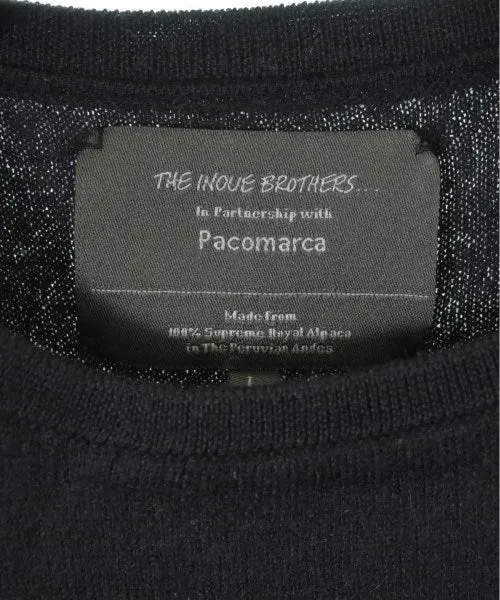 THE INOUE BROTHERS...
In Partnership with
Pacomarca
Made from
100% Supreme Royal Alpaca
in The Peruvian Andes